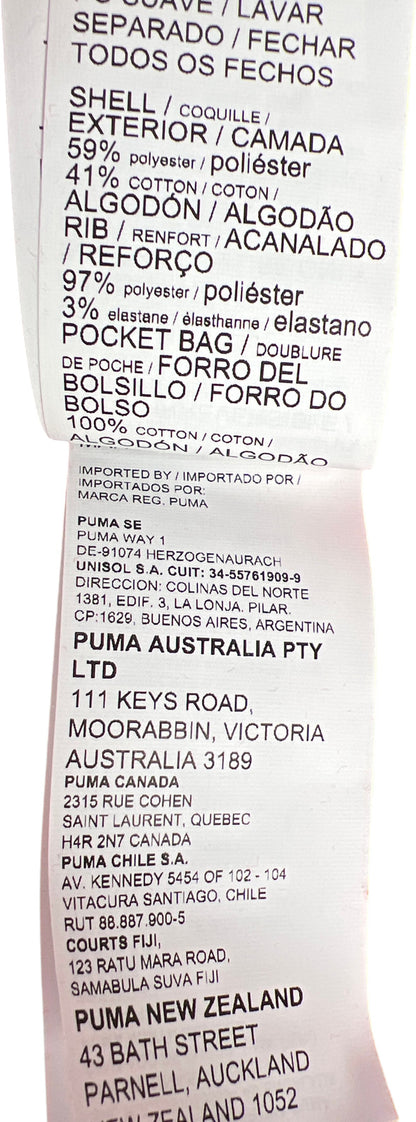 SUAVE / LAVAR
SEPARADO / FECHAR
TODOS OS FECHOS
SHELL / COQUILLE /
EXTERIOR / CAMADA
59% polyester / poliéster
41% COTTON / COTON /
ALGODÓN / ALGODÃO
RIB / RENFORT / ACANALADO
/ REFORÇO
97% polyester / poliéster
3% elastane / élasthanne / elastano
POCKET BAG / DOUBLURE
DE POCHE / FORRO DEL
BOLSILLO / FORRO DO
BOLSO
100% COTTON / COTON /
ALGODÓN / ALGODÃO
IMPORTED BY / IMPORTADO POR /
IMPORTADOS POR:
MARCA REG. PUMA
PUMA SE
PUMA WAY 1
DE-91074 HERZOGENAURACH
UNISOL S.A. CUIT: 34-55761909-9
DIRECCION: COLINAS DEL NORTE
1381, EDIF. 3, LA LONJA. PILAR.
CP:1629, BUENOS AIRES, ARGENTINA
PUMA AUSTRALIA PTY
LTD
111 KEYS ROAD,
MOORABBIN, VICTORIA
AUSTRALIA 3189
PUMA CANADA
2315 RUE COHEN
SAINT LAURENT, QUEBEC
H4R 2N7 CANADA
PUMA CHILE S.A.
AV. KENNEDY 5454 OF 102 - 104
VITACURA SANTIAGO, CHILE
RUT 88.887.900-5
COURTS FIJI,
123 RATU MARA ROAD,
SAMABULA SUVA FIJI
PUMA NEW ZEALAND
43 BATH STREET
PARNELL, AUCKLAND
NEW ZEALAND 1052